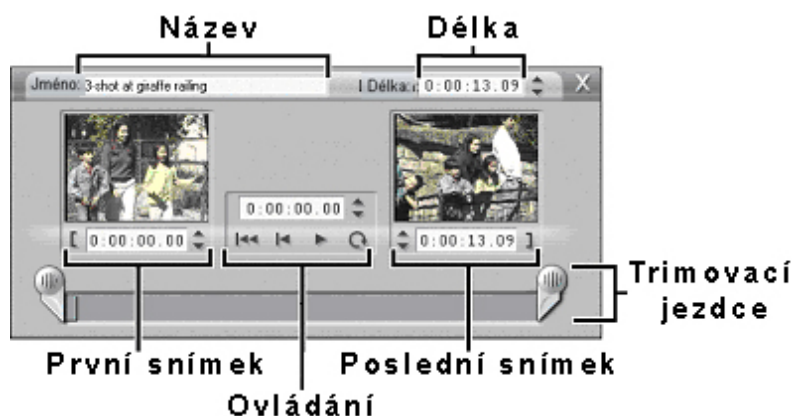 Název Délka
Jméno: 3-shot at giraffe railing Délka: 0:00:13.09 X
0:00:00.00
[ 0:00:00.00 0:00:13.09 ]
Trimovací
jezdce
První snímek Poslední snímek
Ovládání